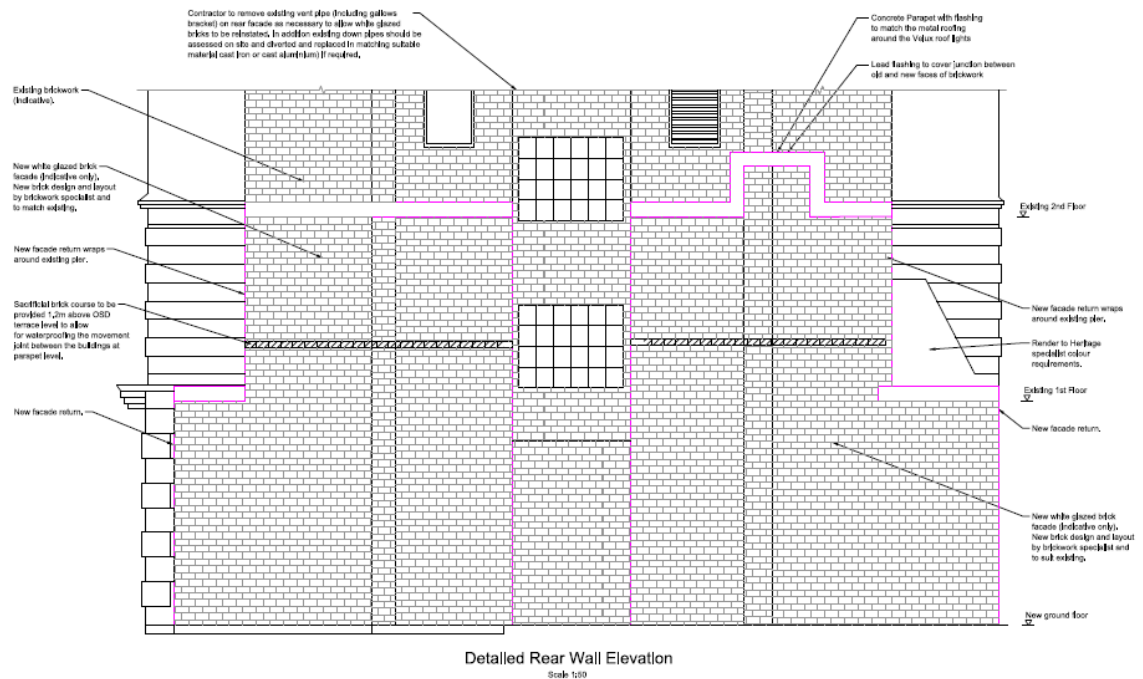 Contractor to remove existing vent pipe (including gallows
bracket) on rear facade as necessary to allow white glazed
bricks to be reinstated. In addition existing down pipes should be
assessed on site and diverted and replaced in matching suitable
material cast iron or cast aluminium) if required.
Concrete Parapet with flashing
to match the metal roofing
around the Velux roof lights
Lead flashing to cover junction between
old and new faces of brickwork
Existing brickwork
(indicative).
New white glazed brick
facade (indicative only).
New brick design and layout
by brickwork specialist and
to match existing.
Existing 2nd Floor
New facade return wraps
around existing pier.
Sacrificial brick course to be
provided 1.2m above OSD
terrace level to allow
for waterproofing the movement
joint between the buildings at
parapet level.
New facade return wraps
around existing pier.
Render to Heritage
specialist colour
requirements.
Existing 1st Floor
New facade return.
New facade return.
New white glazed brick
facade (indicative only).
New brick design and layout
by brickwork specialist and
to suit existing.
New ground floor
Detailed Rear Wall Elevation
Scale 1:50